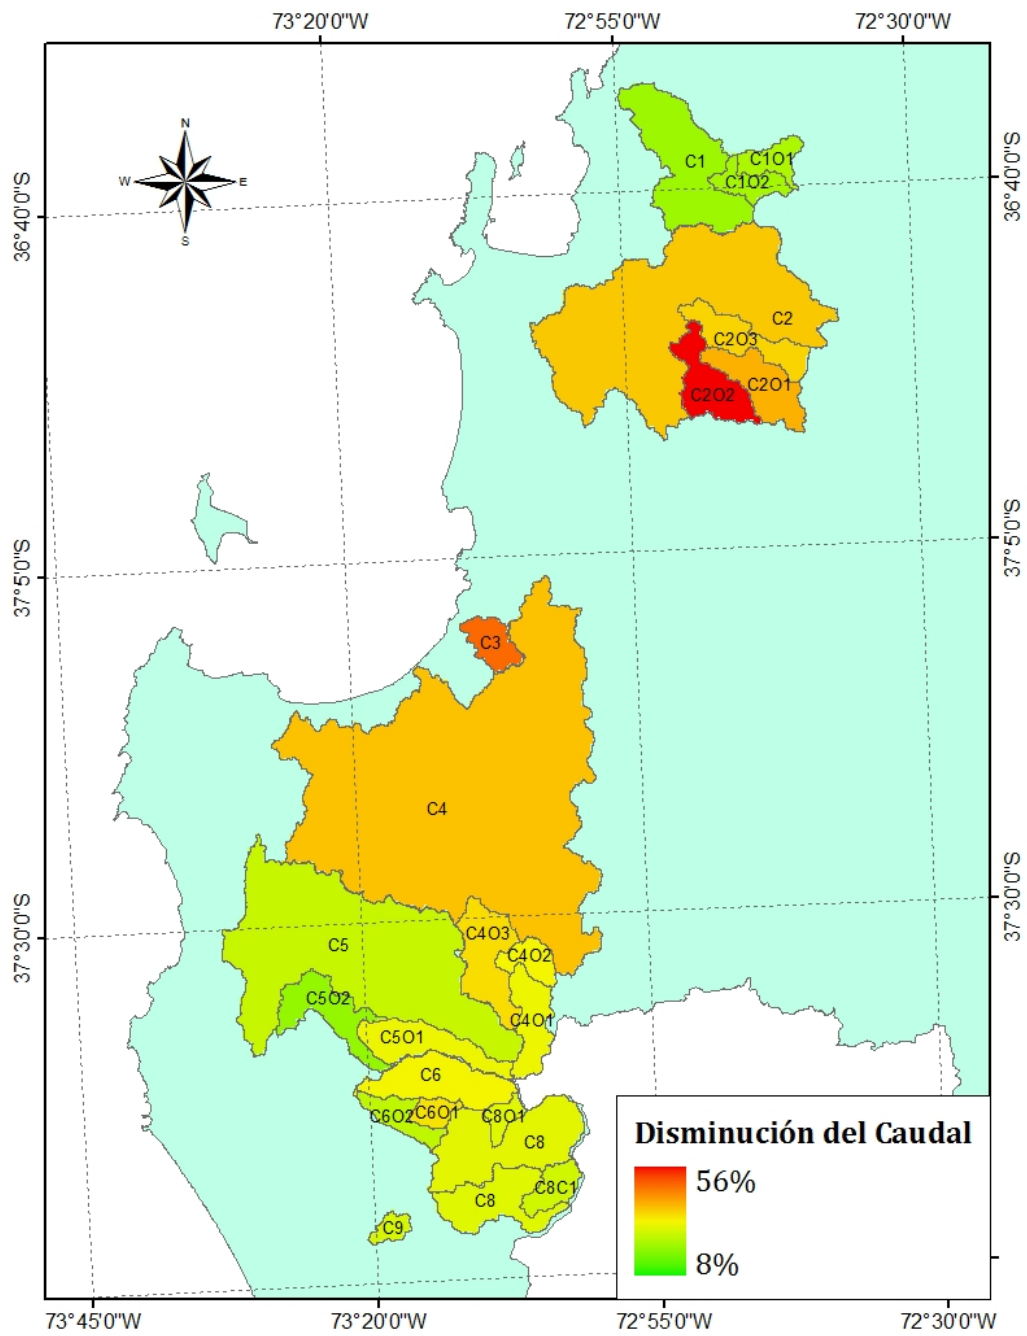 73°20'0"W 72°55'0"W 72°30'0"W
N
W E
S
36°40'0"S
36°40'0"S
C1
C1O1
C1O2
C2
C2O3
C2O1
C2O2
37°5'0"S
37°5'0"S
C3
C4
37°30'0"S
37°30'0"S
C4O3
C5
C4O2
C5O2
C4O1
C5O1
C6
C6O2
C6O1
C8O1
C8
C8C1
C8
C9
Disminución del Caudal
56%
8%
73°45'0"W 73°20'0"W 72°55'0"W 72°30'0"W